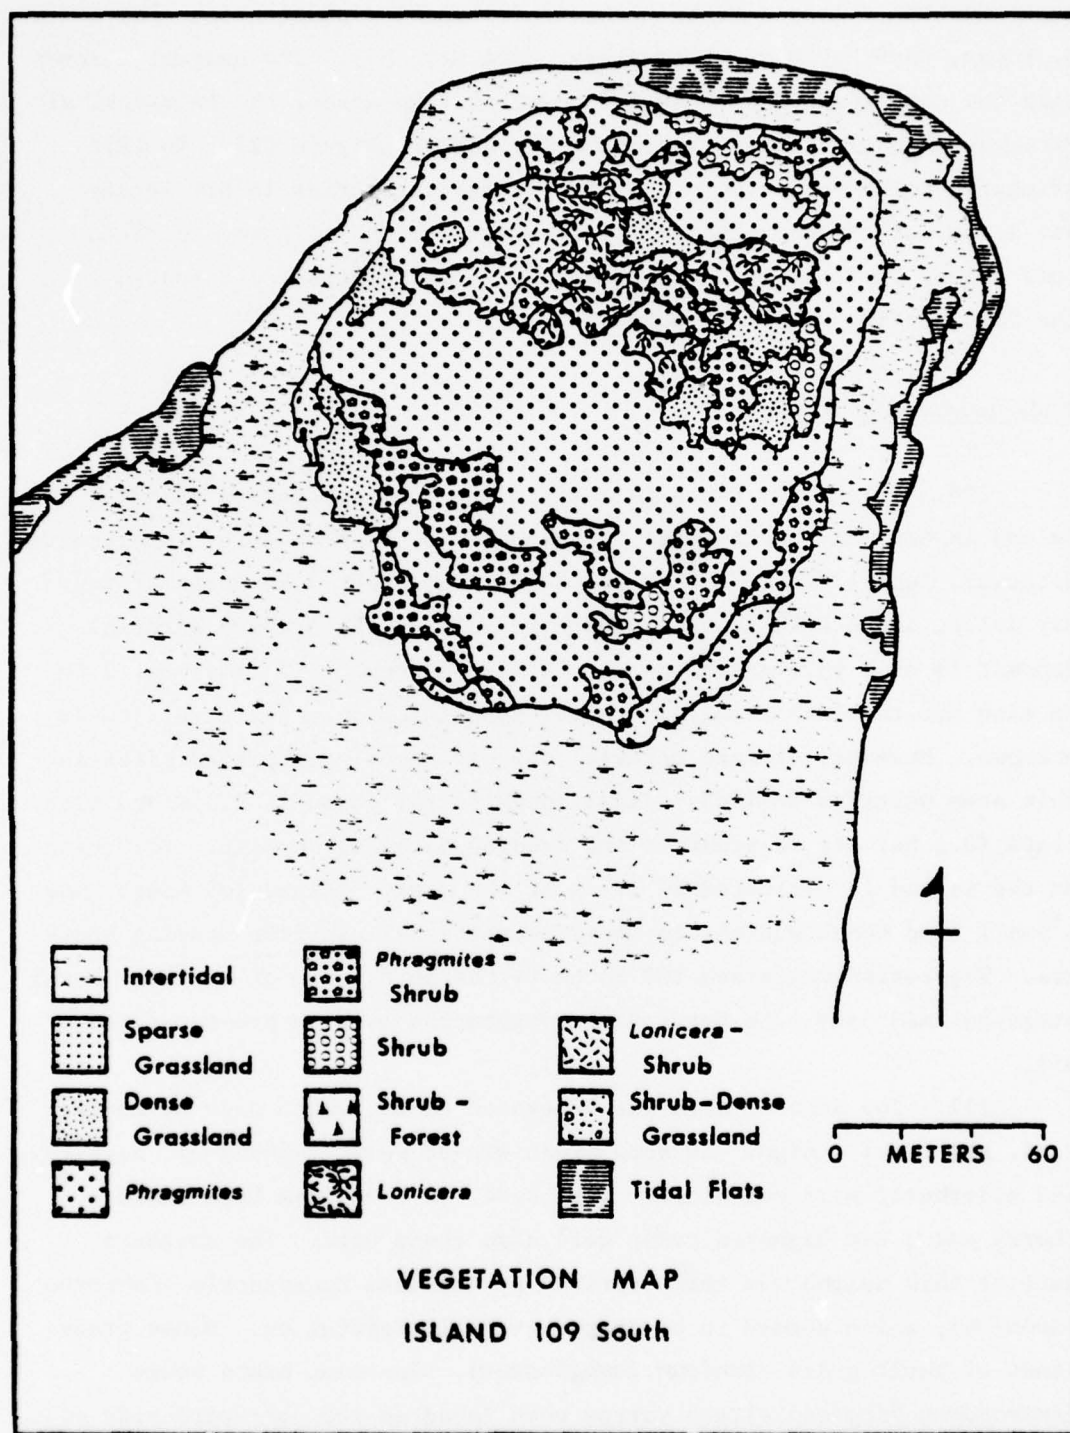 Intertidal
Sparse
Grassland
Dense
Grassland
Phragmites
Phragmites-
Shrub
Shrub
Shrub-
Forest
Lonicera
Lonicera-
Shrub
Shrub-Dense
Grassland
Tidal Flats
0 METERS 60
VEGETATION MAP
ISLAND 109 South